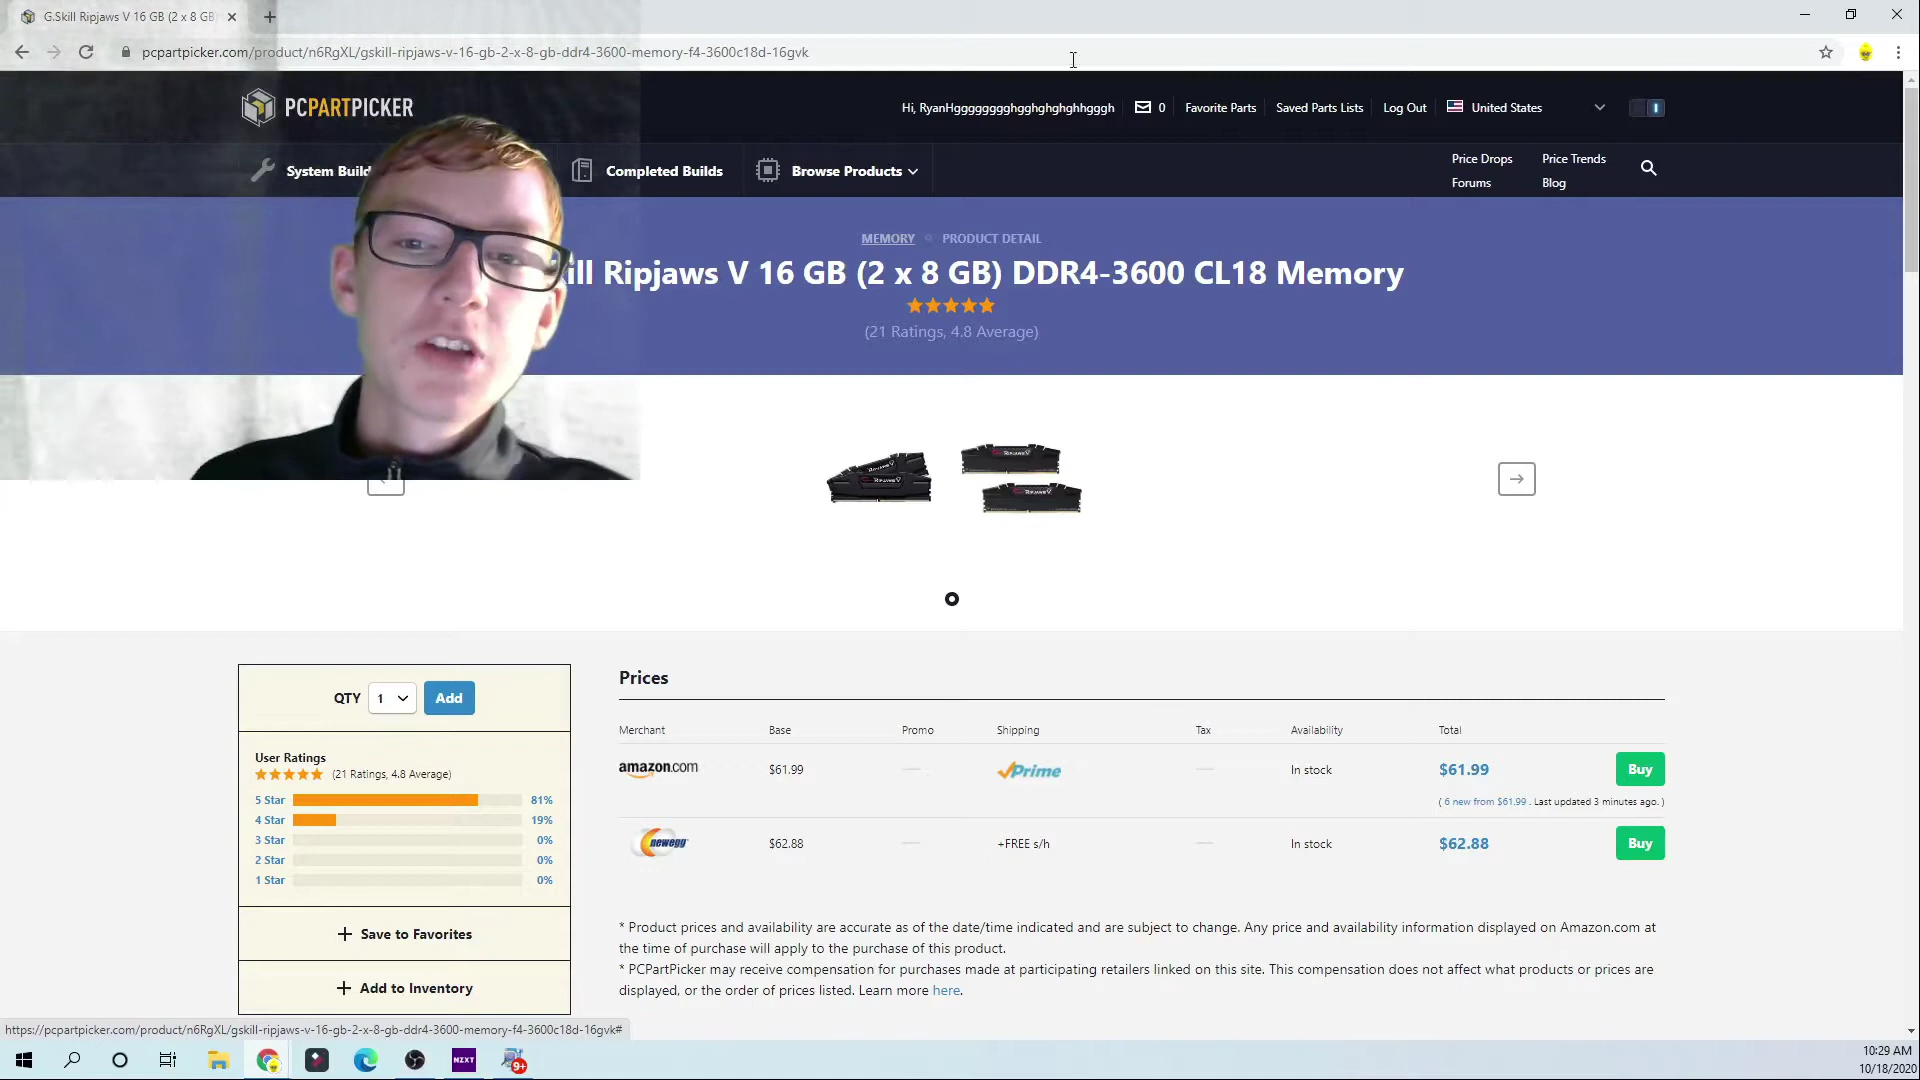 G.Skill Ripjaws V 16 GB (2 x 8 GB)
pcpartpicker.com/product/n6RgXL/gskill-ripjaws-v-16-gb-2-x-8-gb-ddr4-3600-memory-f4-3600c18d-16gvk
PCPARTPICKER
Hi, RyanHggggggggghgghghghghhgggh
0
Favorite Parts
Saved Parts Lists
Log Out
United States
System Build
Completed Builds
Browse Products
Price Drops
Price Trends
Forums
Blog
MEMORY
PRODUCT DETAIL
kill Ripjaws V 16 GB (2 x 8 GB) DDR4-3600 CL18 Memory
(21 Ratings, 4.8 Average)
RIPJAWS V
RIPJAWS V
RIPJAWS V
RIPJAWS V
QTY 1 Add
User Ratings
(21 Ratings, 4.8 Average)
5 Star 81%
4 Star 19%
3 Star 0%
2 Star 0%
1 Star 0%
+ Save to Favorites
+ Add to Inventory
Prices
Merchant Base Promo Shipping Tax Availability Total
amazon.com $61.99 — Prime — In stock $61.99 Buy
( 6 new from $61.99 . Last updated 3 minutes ago. )
newegg $62.88 — +FREE s/h — In stock $62.88 Buy
* Product prices and availability are accurate as of the date/time indicated and are subject to change. Any price and availability information displayed on Amazon.com at
the time of purchase will apply to the purchase of this product.
* PCPartPicker may receive compensation for purchases made at participating retailers linked on this site. This compensation does not affect what products or prices are
displayed, or the order of prices listed. Learn more here.
https://pcpartpicker.com/product/n6RgXL/gskill-ripjaws-v-16-gb-2-x-8-gb-ddr4-3600-memory-f4-3600c18d-16gvk#
NZXT
9+
10:29 AM
10/18/2020